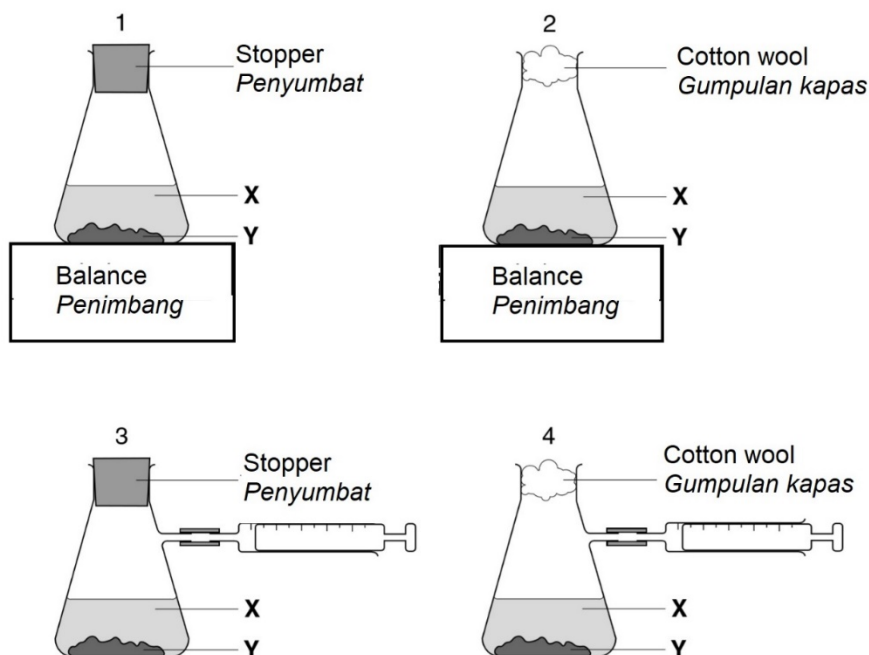 1
Stopper
Penyumbat
X
Y
Balance
Penimbang
2
Cotton wool
Gumpulan kapas
X
Y
Balance
Penimbang
3
Stopper
Penyumbat
X
Y
4
Cotton wool
Gumpulan kapas
X
Y